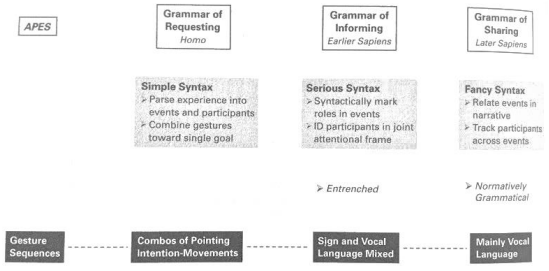 APES
Grammar of
Requesting
Homo
Grammar of
Informing
Earlier Sapiens
Grammar of
Sharing
Later Sapiens
Simple Syntax
➤ Parse experience into
events and participants
➤ Combine gestures
toward single goal
Serious Syntax
➤ Syntactically mark
roles in events
➤ ID participants in joint
attentional frame
Fancy Syntax
➤ Relate events in
narrative
➤ Track participants
across events
➤ Entrenched
➤ Normatively
Grammatical
Gesture
Sequences
Combos of Pointing
Intention-Movements
Sign and Vocal
Language Mixed
Mainly Vocal
Language